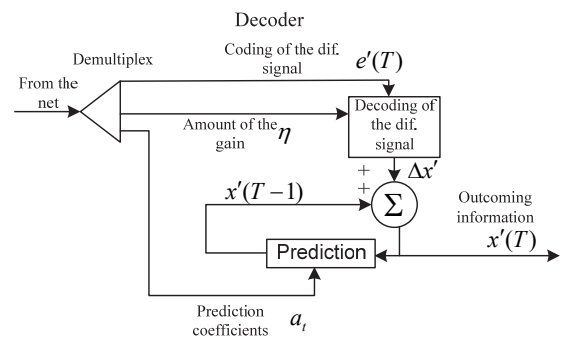 Decoder
Coding of the dif.
signal
e′(T)
Demultiplex
From the
net
Decoding of
the dif.
signal
Amount of the
gain η
Δx′
+
+
x′(T−1)
Σ
Outcoming
information
x′(T)
Prediction
Prediction
coefficients
aₜ